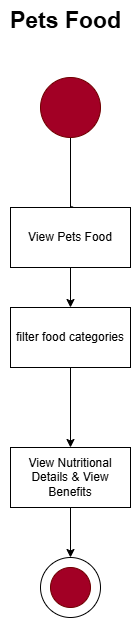 Pets Food
View Pets Food
filter food categories
View Nutritional
Details & View
Benefits